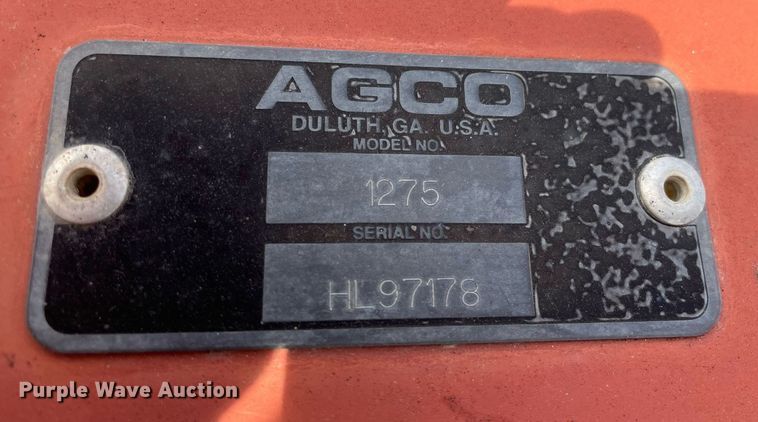 AGCO
DULUTH, GA. U.S.A.
MODEL NO.
1275
SERIAL NO.
HL97178
Purple Wave Auction